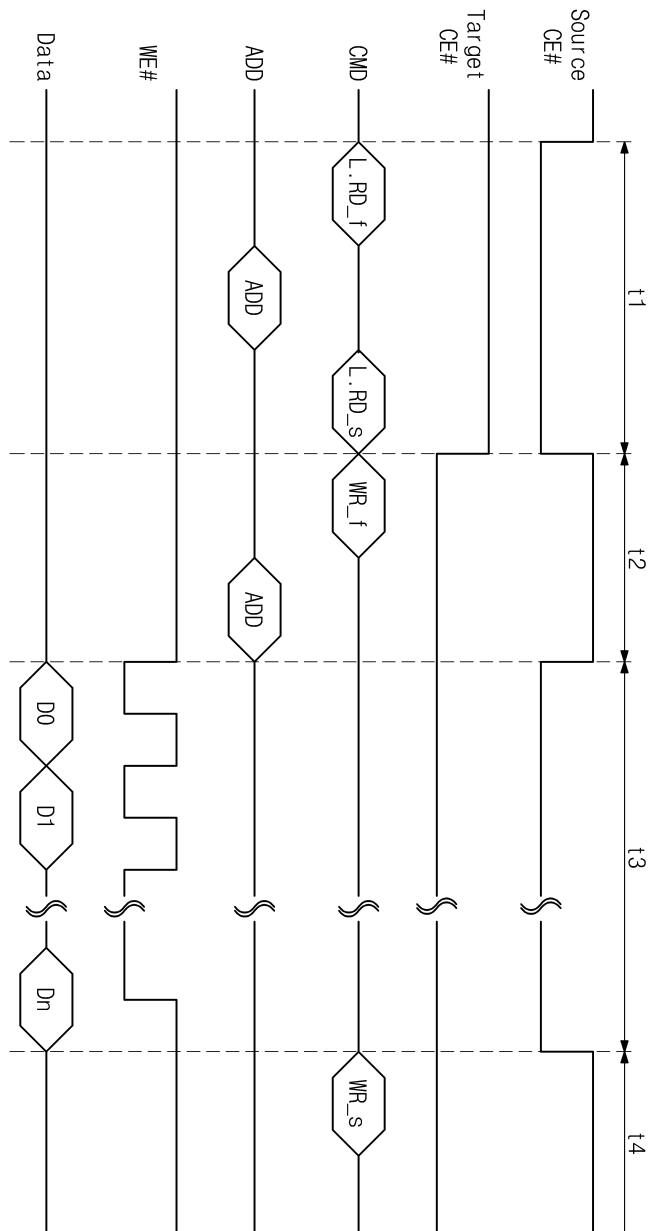 t1
t2
t3
t4
Source
CE#
Target
CE#
CMD
L.RD_f
L.RD_s
WR_f
WR_s
ADD
ADD
ADD
WE#
Data
D0
D1
Dn